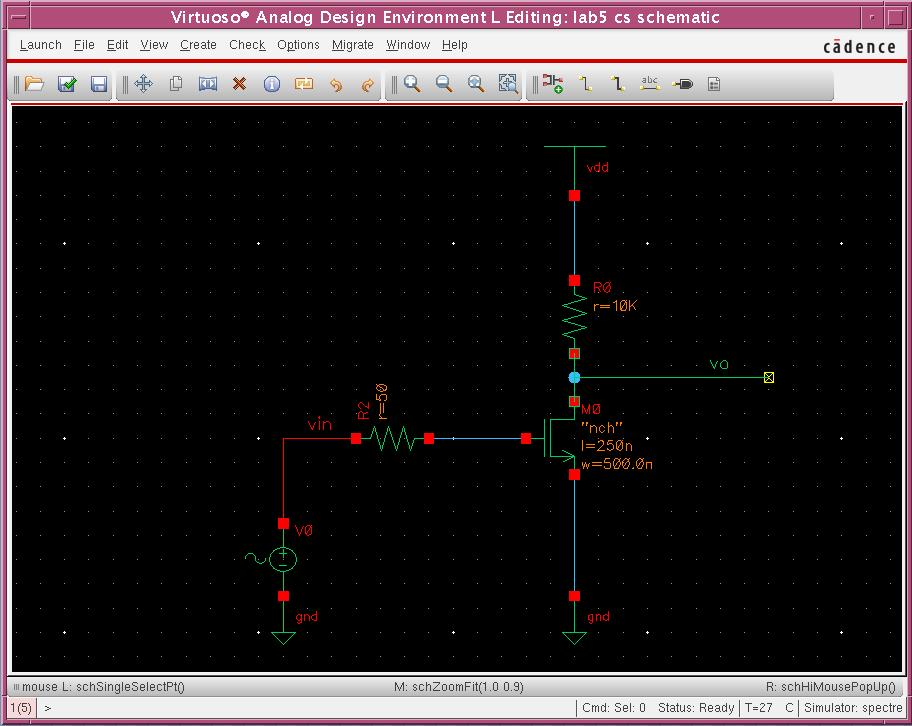 Virtuoso® Analog Design Environment L Editing: lab5 cs schematic
Launch File Edit View Create Check Options Migrate Window Help
cādence
abc
vdd
R0
r=10K
vo
M0
"nch"
l=250n
w=500.0n
R2
r=50
vin
V0
gnd
gnd
mouse L: schSingleSelectPt() M: schZoomFit(1.0 0.9) R: schHiMousePopUp()
1(5) > Cmd: Sel: 0 Status: Ready T=27 C Simulator: spectre